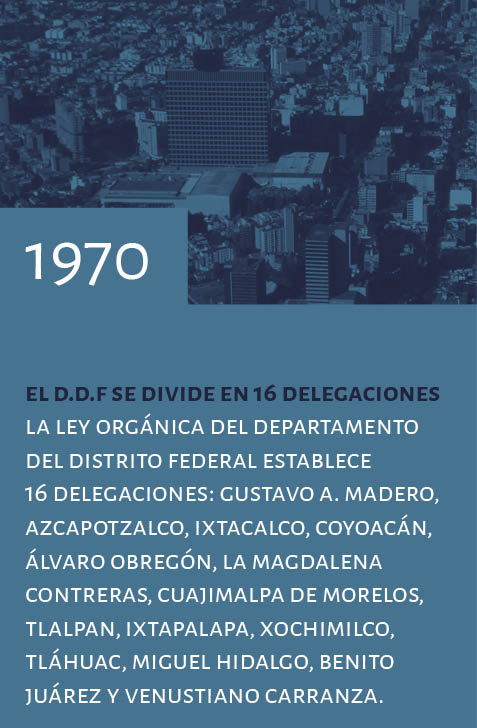 1970
EL D.D.F SE DIVIDE EN 16 DELEGACIONES
LA LEY ORGÁNICA DEL DEPARTAMENTO
DEL DISTRITO FEDERAL ESTABLECE
16 DELEGACIONES: GUSTAVO A. MADERO,
AZCAPOTZALCO, IXTACALCO, COYOACÁN,
ÁLVARO OBREGÓN, LA MAGDALENA
CONTRERAS, CUAJIMALPA DE MORELOS,
TLALPAN, IXTAPALAPA, XOCHIMILCO,
TLÁHUAC, MIGUEL HIDALGO, BENITO
JUÁREZ Y VENUSTIANO CARRANZA.